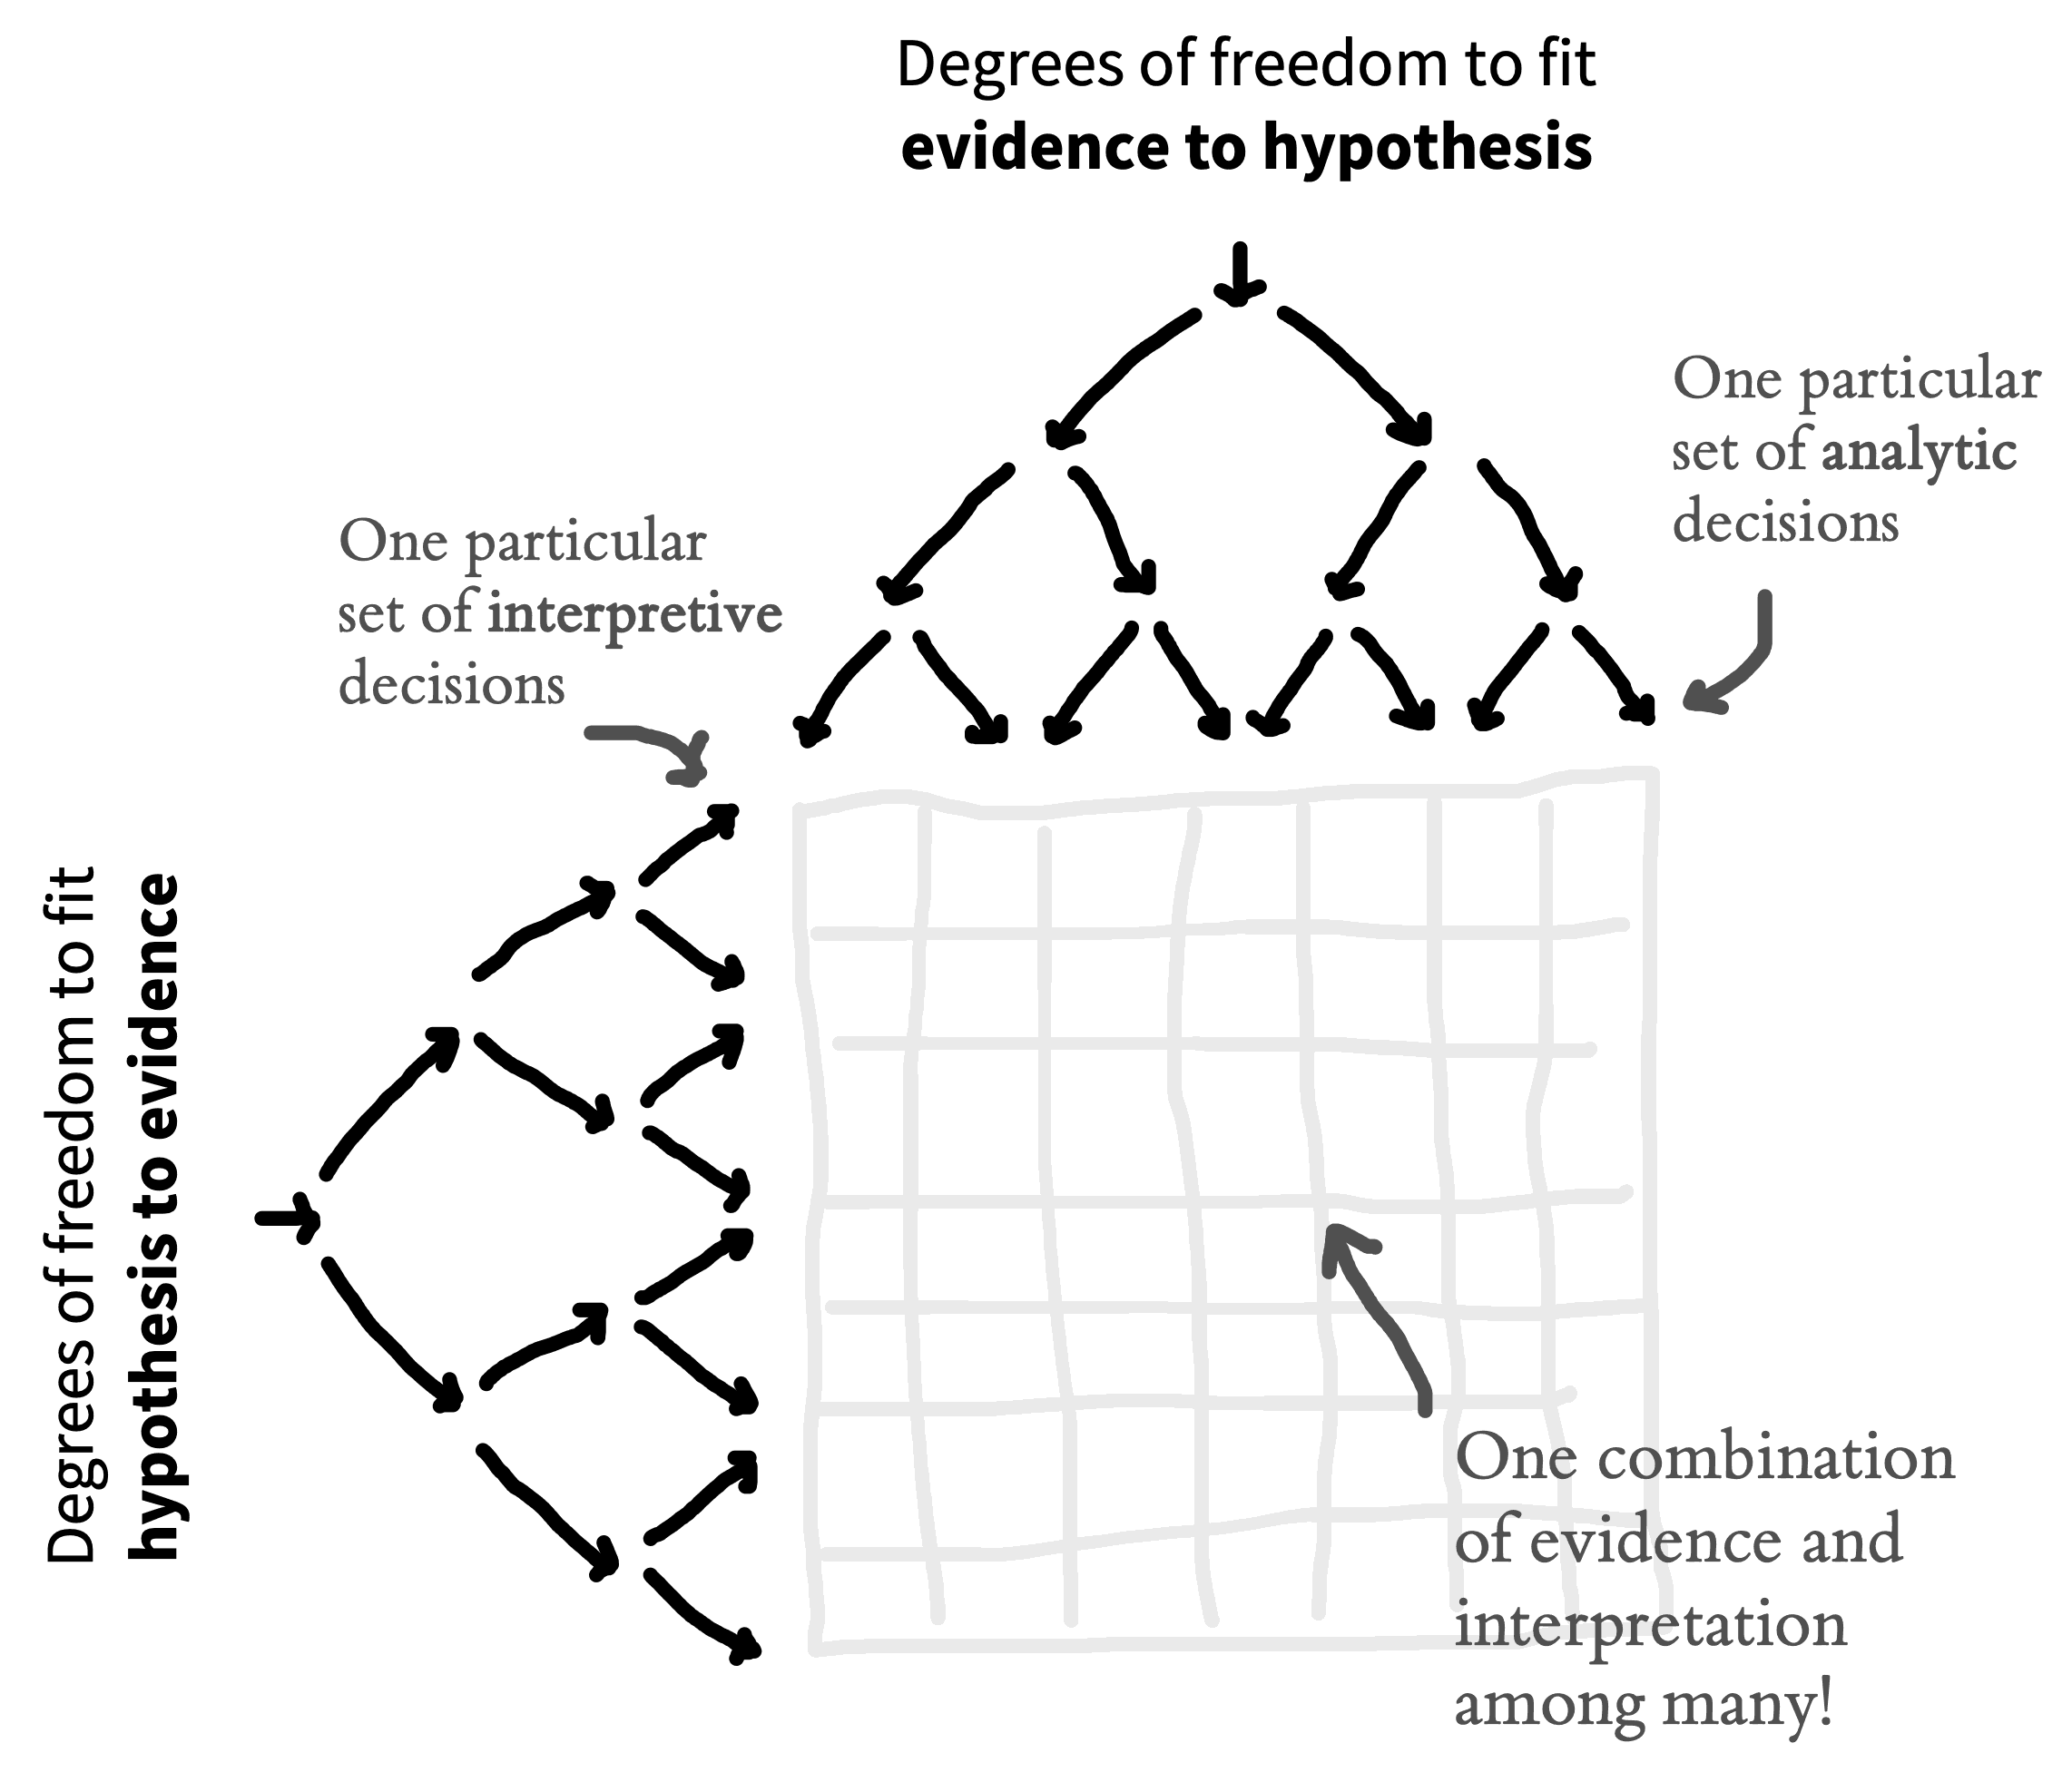 Degrees of freedom to fit
evidence to hypothesis
One particular
set of analytic
decisions
One particular
set of interpretive
decisions
Degrees of freedom to fit
hypothesis to evidence
One combination
of evidence and
interpretation
among many!